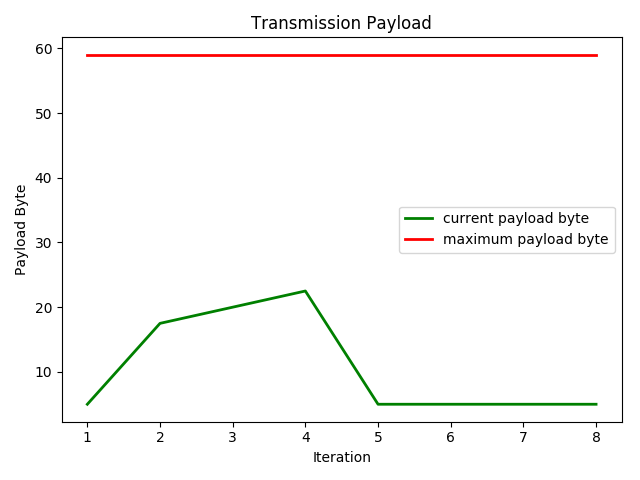 Transmission Payload
60
50
40
30
20
10
Payload Byte
current payload byte
maximum payload byte
1 2 3 4 5 6 7 8
Iteration